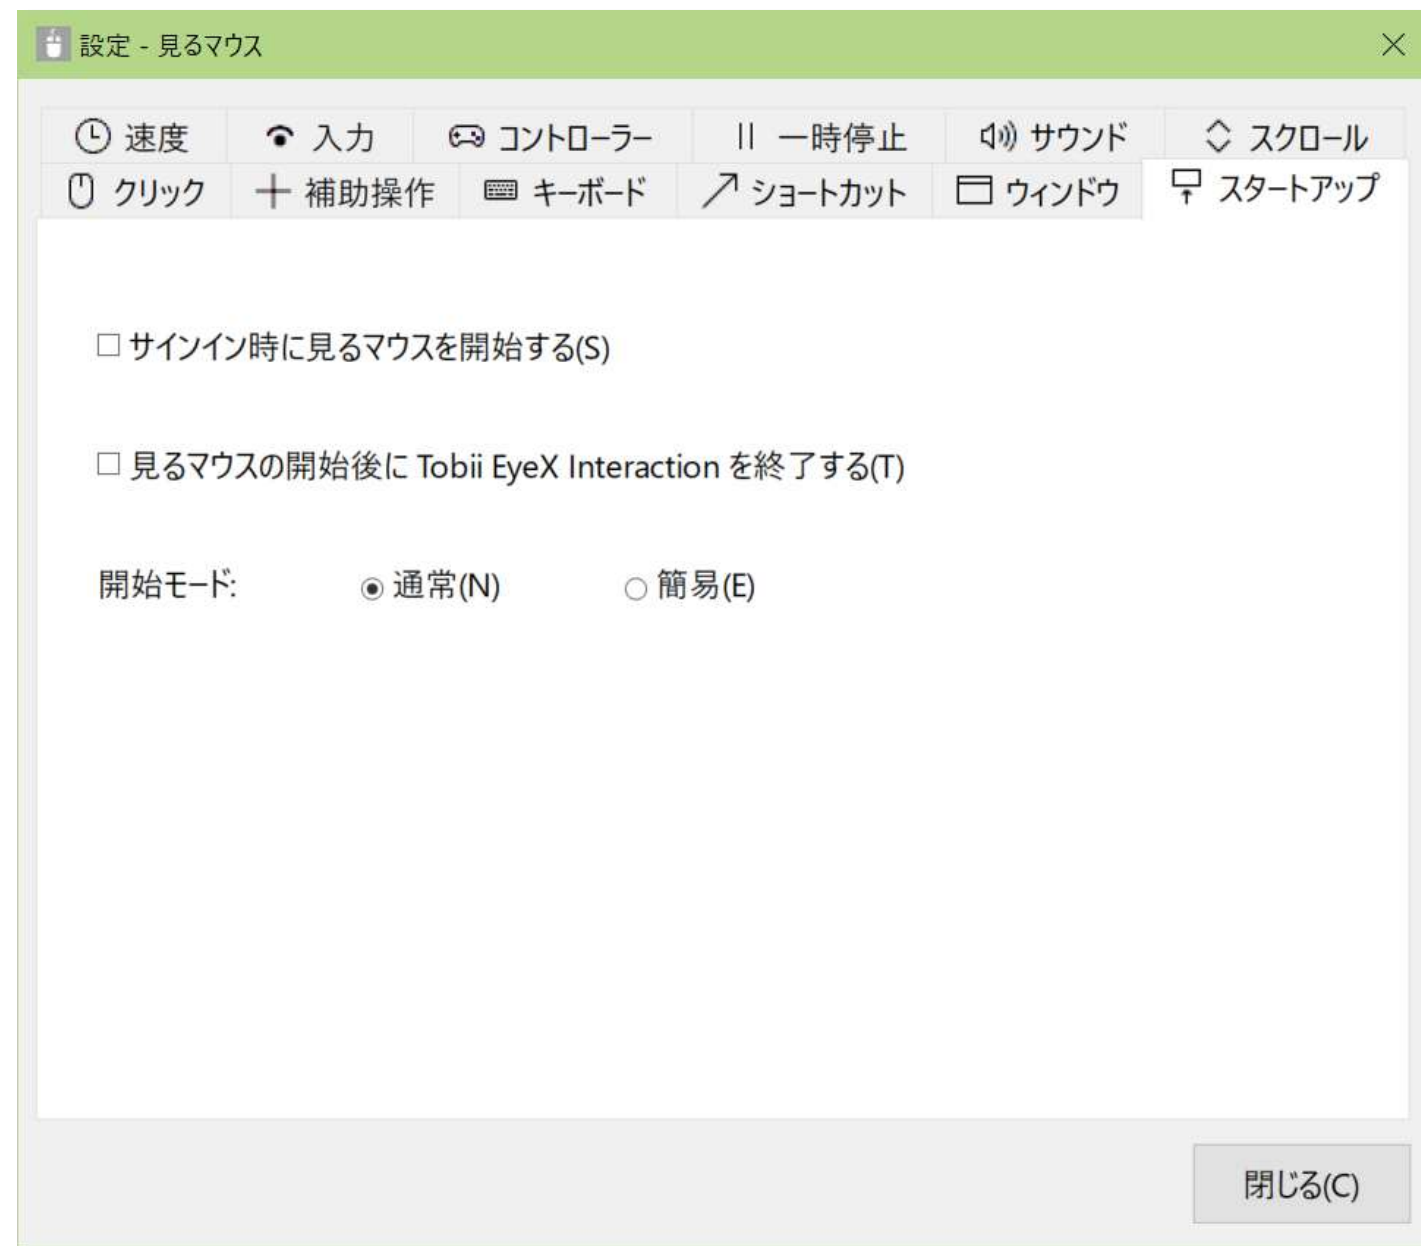 設定 - 見るマウス
速度 入力 コントローラー 一時停止 サウンド スクロール
クリック 補助操作 キーボード ショートカット ウィンドウ スタートアップ
サインイン時に見るマウスを開始する(S)
見るマウスの開始後に Tobii EyeX Interaction を終了する(T)
開始モード: 通常(N) 簡易(E)
閉じる(C)